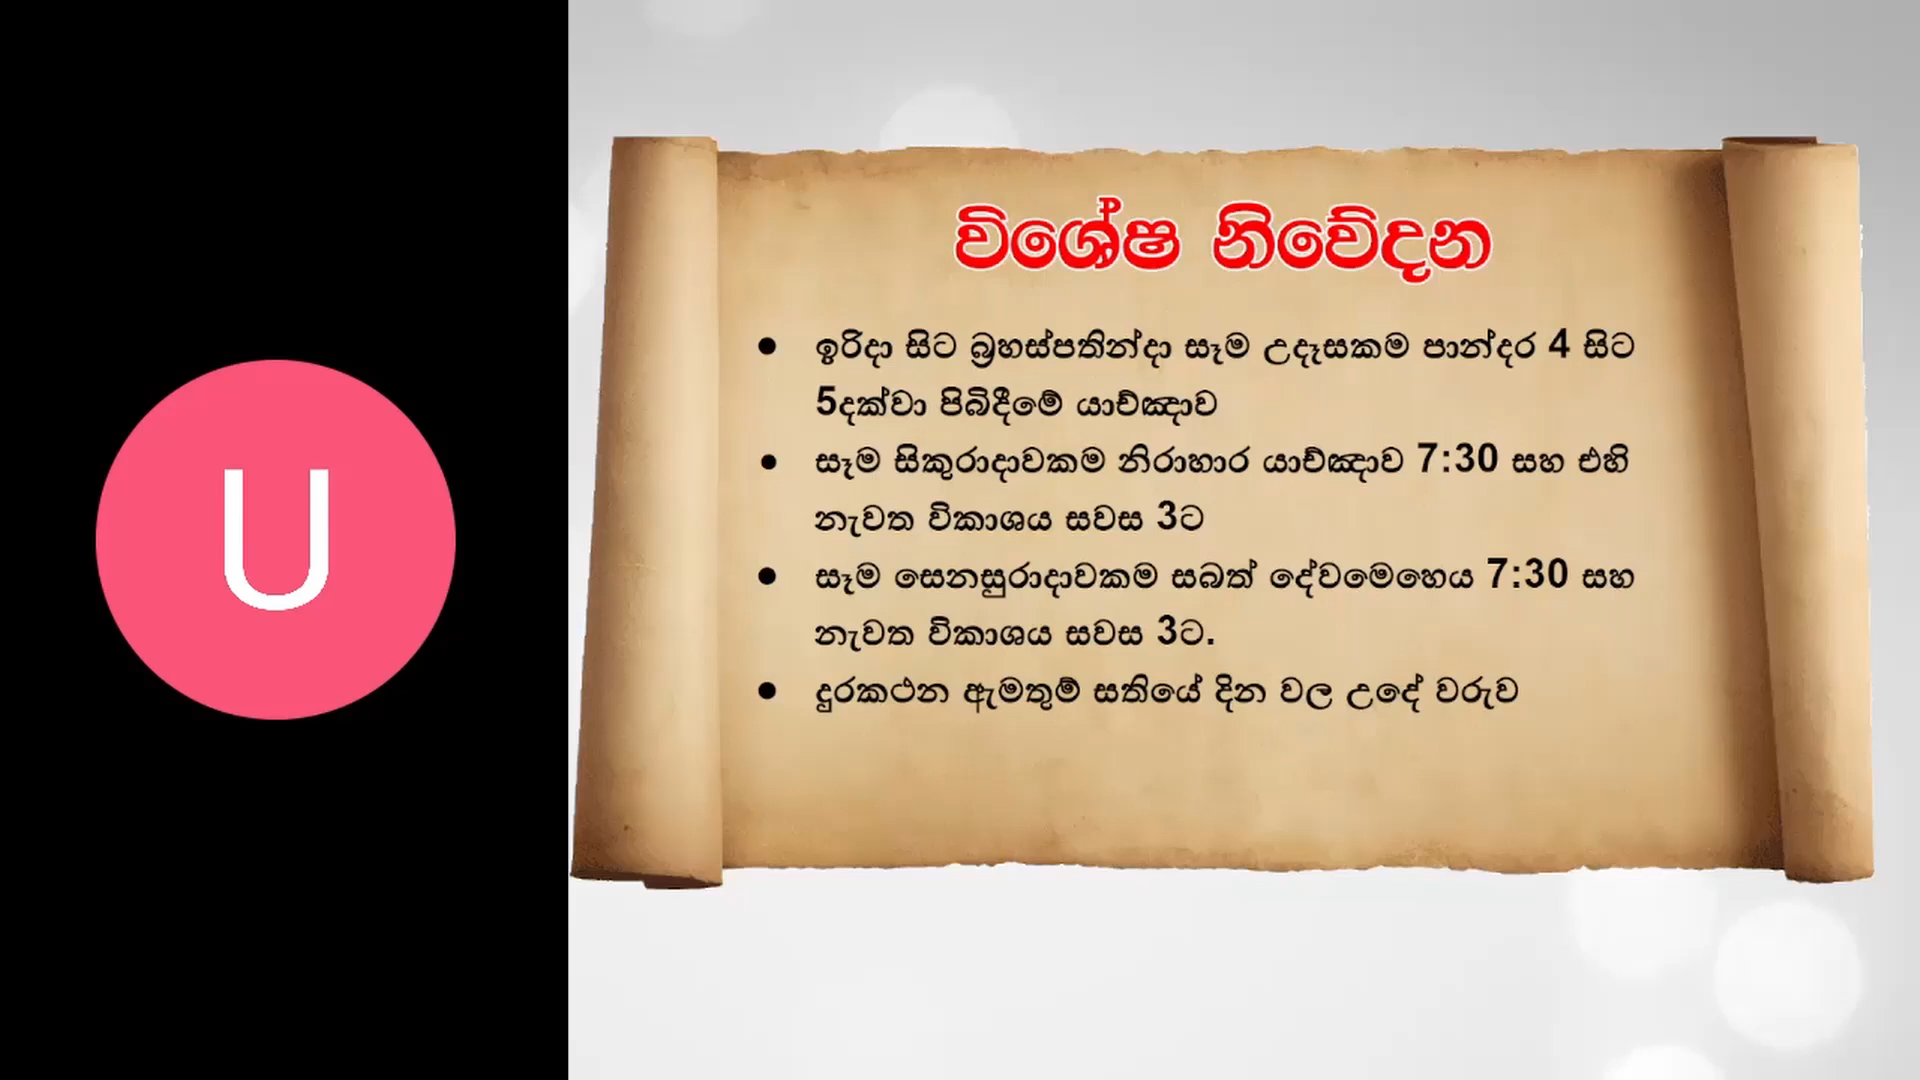 U
විශේෂ නිවේදන
• ඉරිදා සිට බ්‍රහස්පතින්දා සෑම උදෑසකම පාන්දර 4 සිට
5දක්වා පිබිදීමේ යාච්ඤාව
• සෑම සිකුරාදාවකම නිරාහාර යාච්ඤාව 7:30 සහ එහි
නැවත විකාශය සවස 3ට
• සෑම සෙනසුරාදාවකම සබත් දේවමෙහෙය 7:30 සහ
නැවත විකාශය සවස 3ට.
• දුරකථන ඇමතුම් සතියේ දින වල උදේ වරුව